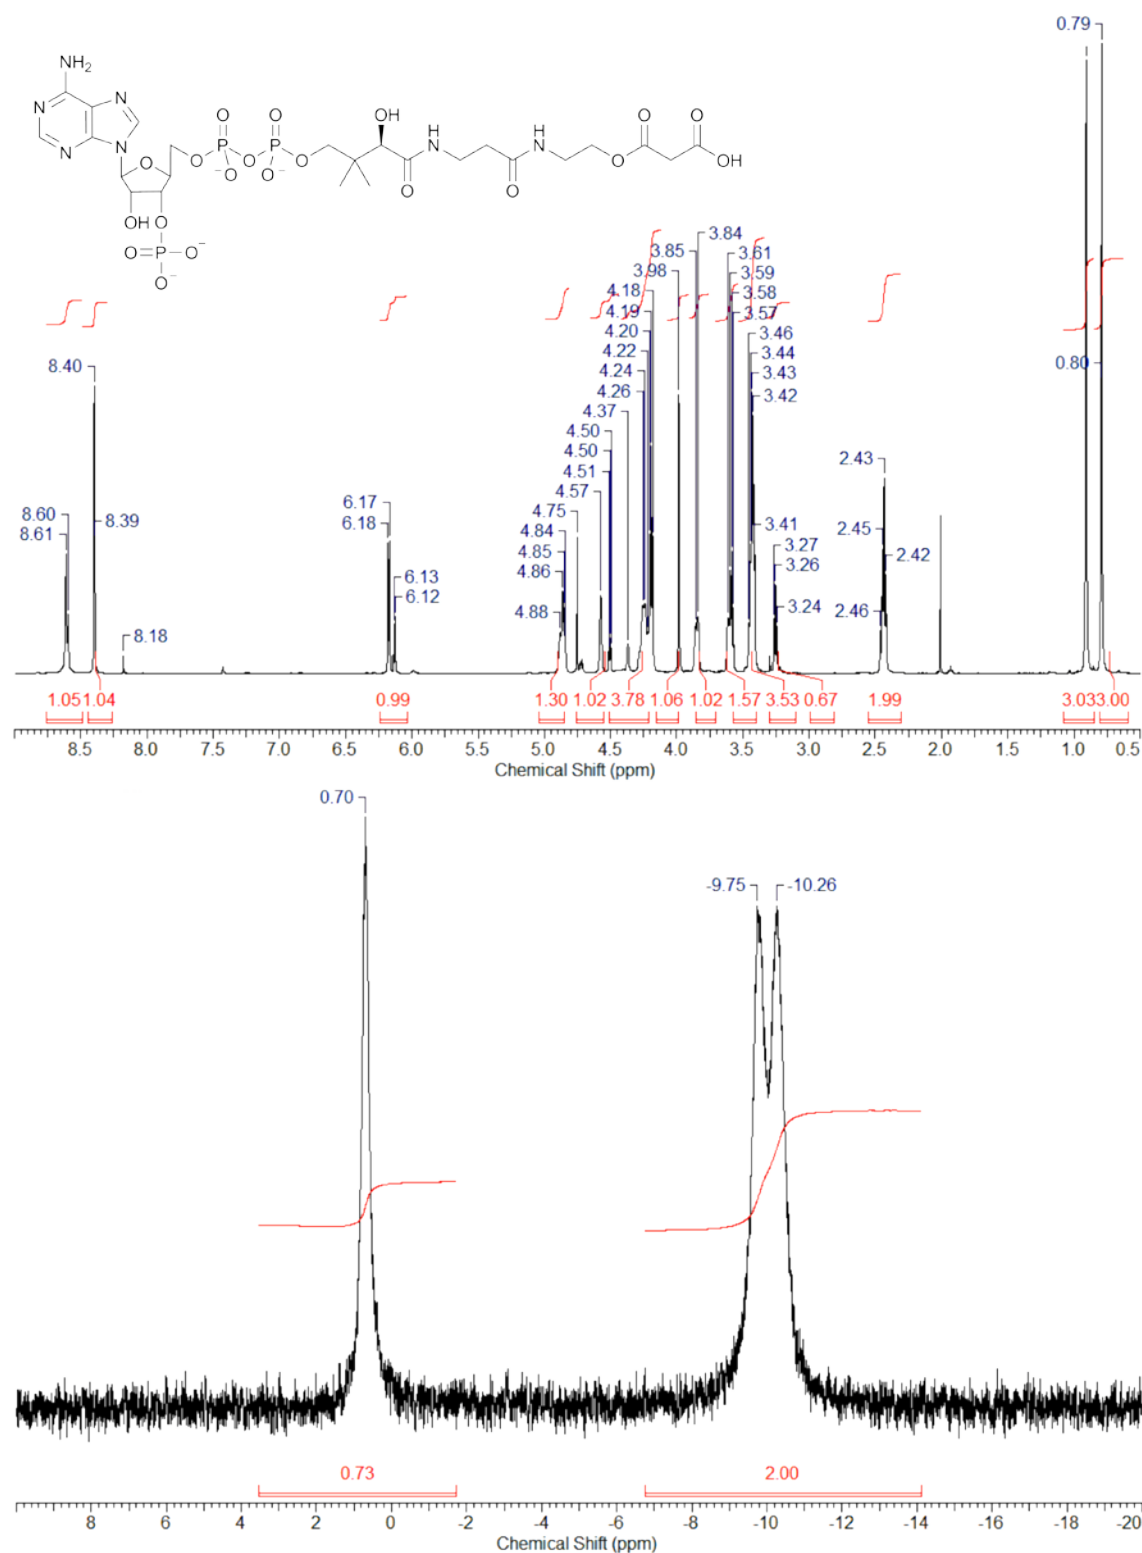 0.79
NH2
N
N
N
N
O
O
O
P
O
P
O
O-
O-
OH
O
H
N
O
H
N
O
O
O
O
OH
OH
O
O=P-O-
O-
3.84
3.85
3.61
3.98
3.59
4.18
3.58
4.19
3.57
4.20
3.46
4.22
3.44
4.24
3.43
4.26
3.42
4.37
4.50
4.50
4.51
4.57
4.75
4.84
4.85
4.86
4.88
3.41
3.27
3.26
3.24
8.40
8.60
8.39
8.61
8.18
6.17
6.18
6.13
6.12
2.43
2.45
2.42
2.46
0.80
1.05 1.04 0.99 1.30 1.02 3.78 1.06 1.02 1.57 3.53 0.67 1.99 3.03 3.00
8.5 8.0 7.5 7.0 6.5 6.0 5.5 5.0 4.5 4.0 3.5 3.0 2.5 2.0 1.5 1.0 0.5
Chemical Shift (ppm)
0.70
-9.75 -10.26
0.73 2.00
8 6 4 2 0 -2 -4 -6 -8 -10 -12 -14 -16 -18 -20
Chemical Shift (ppm)